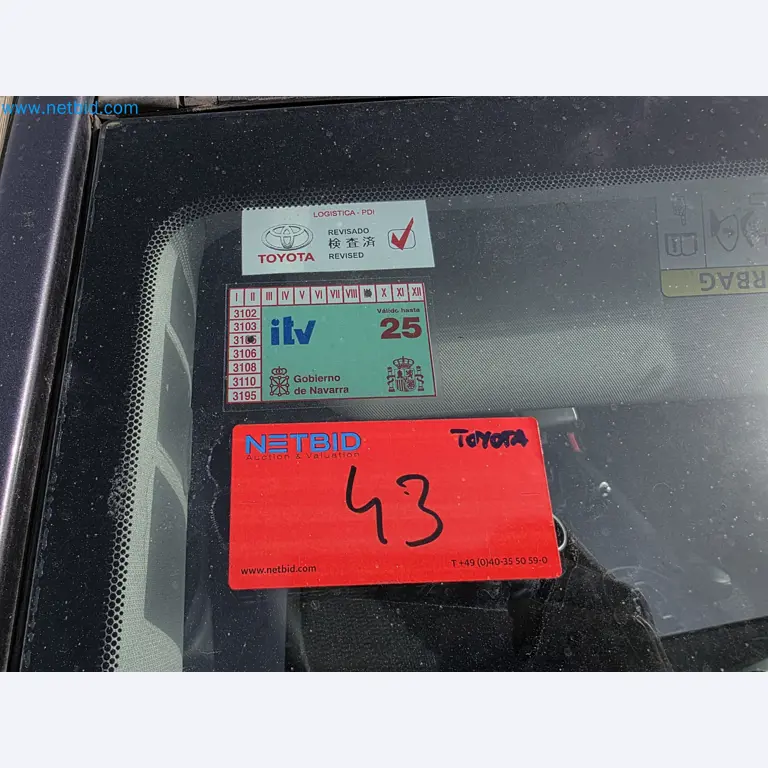 www.netbid.com
LOGISTICA - PDI
TOYOTA
REVISADO
検査済
REVISED
I II III IV V VI VII VIII X XI XII
3102
3103
3106
3108
3110
3195
itv
Válido hasta
25
Gobierno
de Navarra
RBAG
NETBID
Auction & Valuation
TOYOTA
43
www.netbid.com
T +49 (0)40-35 50 59-0